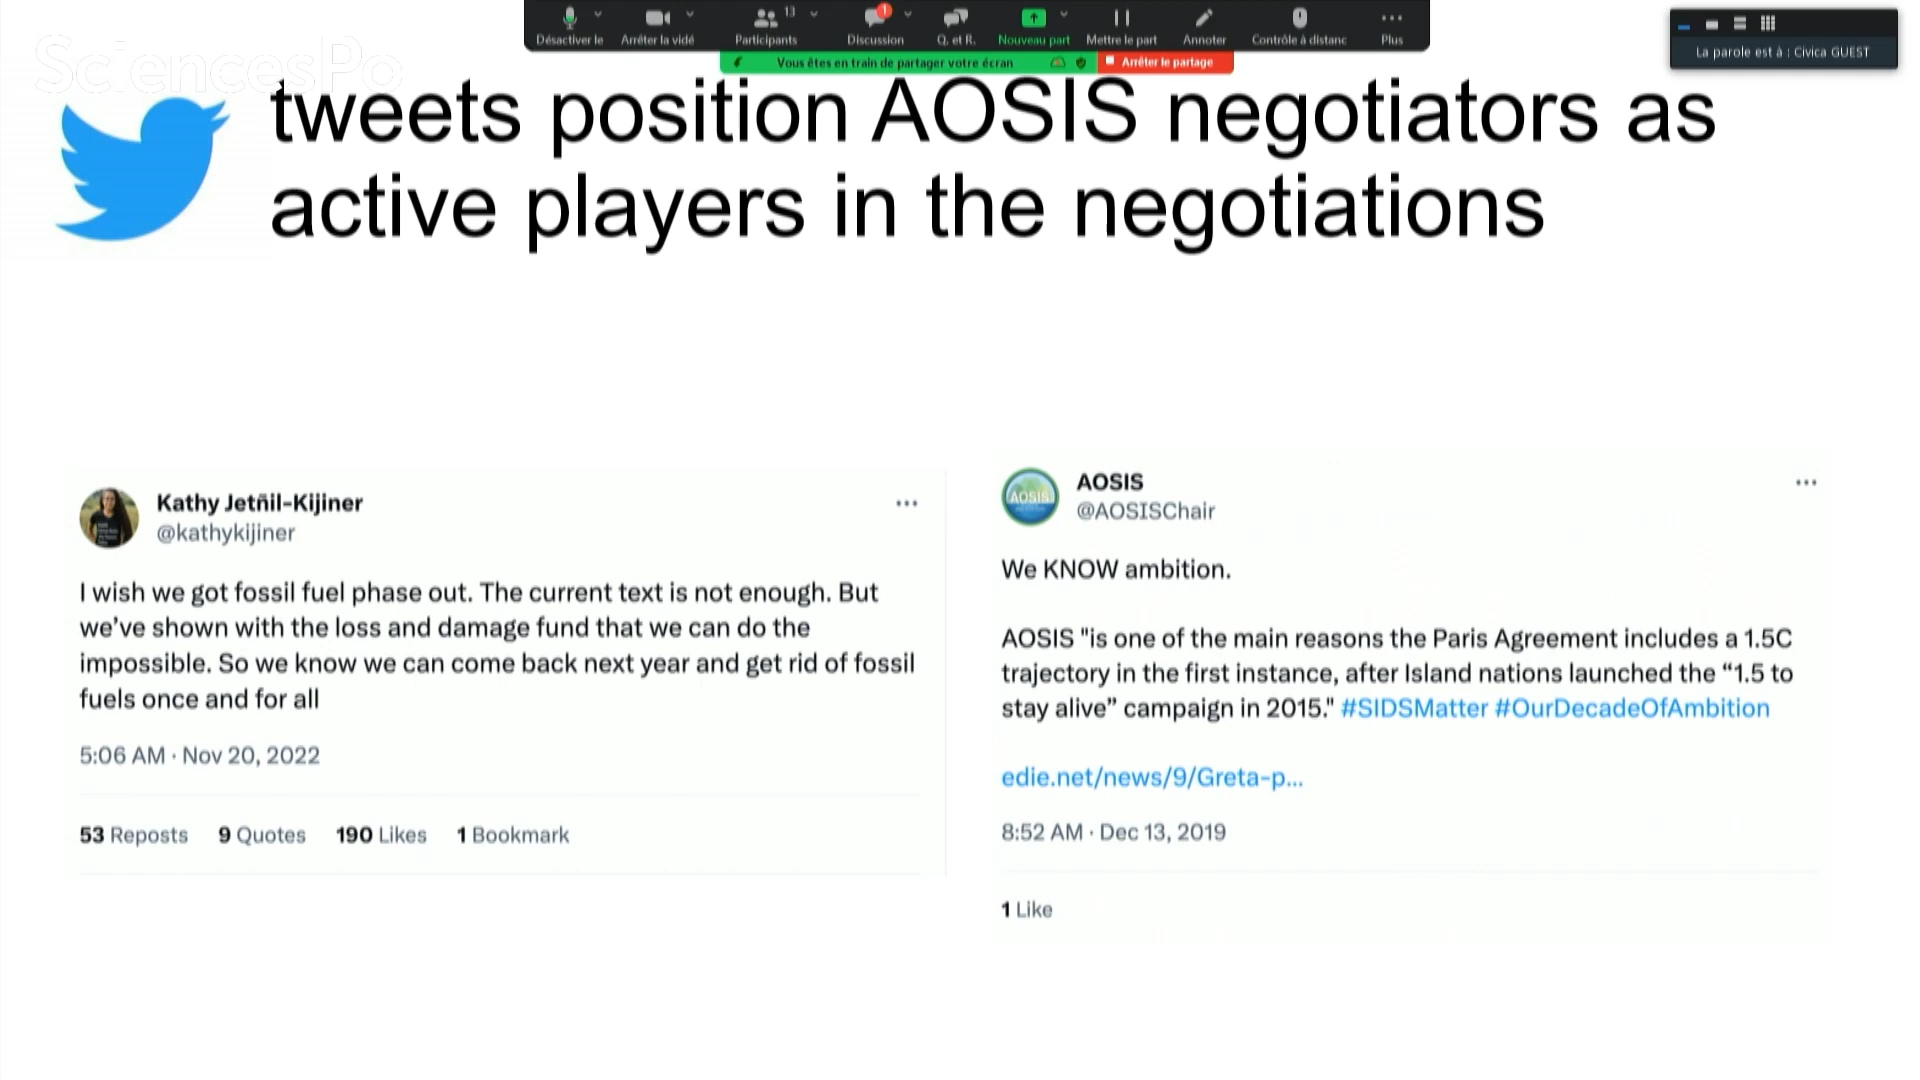 Désactiver le
Arrêter la vidé
13
Participants
1
Discussion
Q. et R.
Nouveau part
Mettre le part
Annoter
Contrôle à distanc
Plus
Vous êtes en train de partager votre écran
Arrêter le partage
La parole est à : Civica GUEST
SciencesPo
tweets position AOSIS negotiators as
active players in the negotiations
Kathy Jetñil-Kijiner
@kathykijiner
I wish we got fossil fuel phase out. The current text is not enough. But
we’ve shown with the loss and damage fund that we can do the
impossible. So we know we can come back next year and get rid of fossil
fuels once and for all
5:06 AM · Nov 20, 2022
53 Reposts 9 Quotes 190 Likes 1 Bookmark
AOSIS
AOSIS
@AOSISChair
We KNOW ambition.
AOSIS "is one of the main reasons the Paris Agreement includes a 1.5C
trajectory in the first instance, after Island nations launched the “1.5 to
stay alive” campaign in 2015." #SIDSMatter #OurDecadeOfAmbition
edie.net/news/9/Greta-p...
8:52 AM · Dec 13, 2019
1 Like